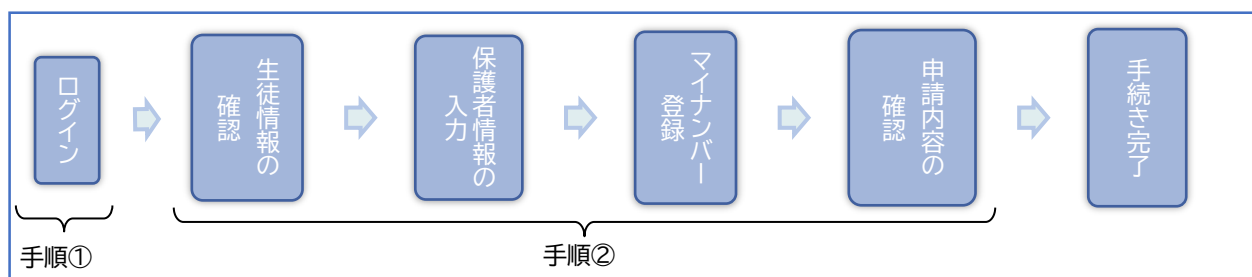 ログイン
生徒情報の
確認
保護者情報の
入力
マイナンバー
登録
申請内容の
確認
手続き完了
手順①
手順②